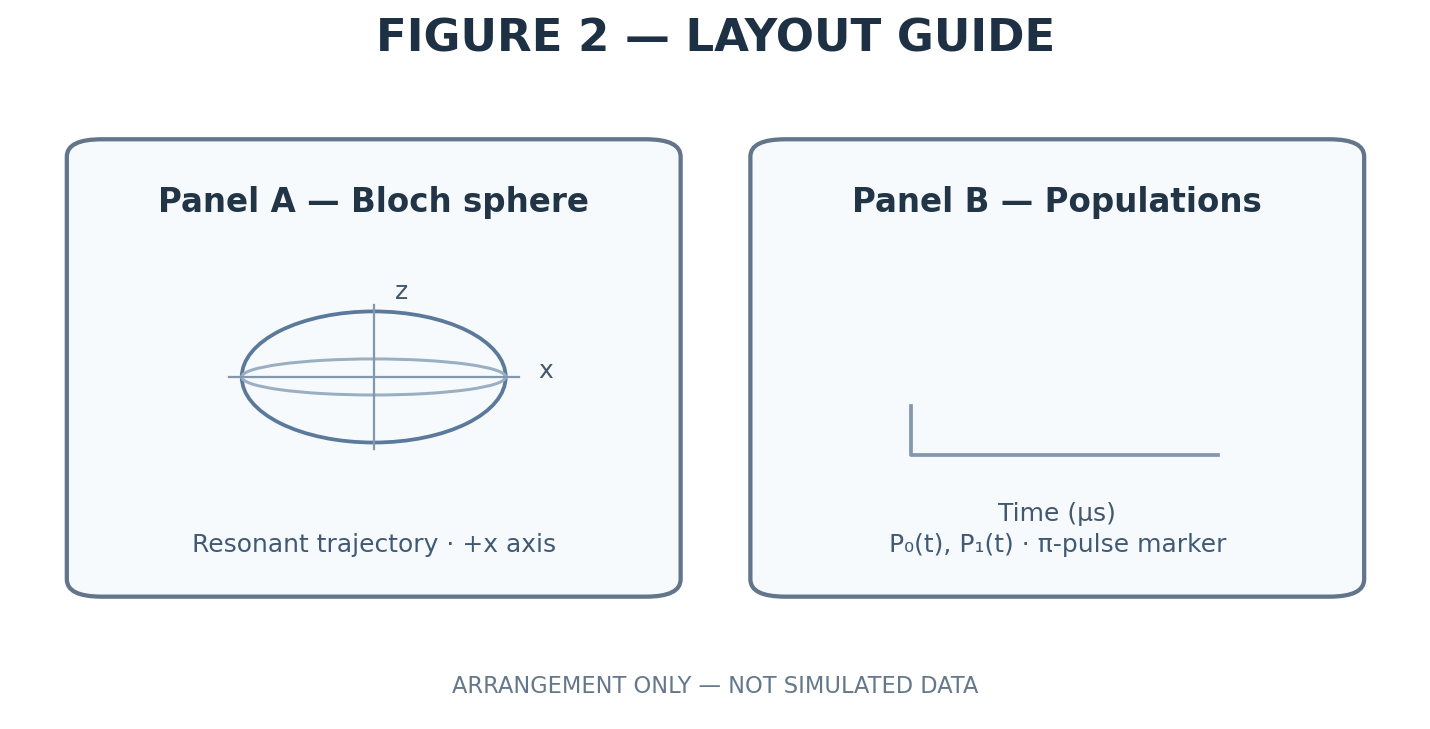 FIGURE 2 — LAYOUT GUIDE
Panel A — Bloch sphere
z
x
Resonant trajectory · +x axis
Panel B — Populations
Time (μs)
P₀(t), P₁(t) · π-pulse marker
ARRANGEMENT ONLY — NOT SIMULATED DATA